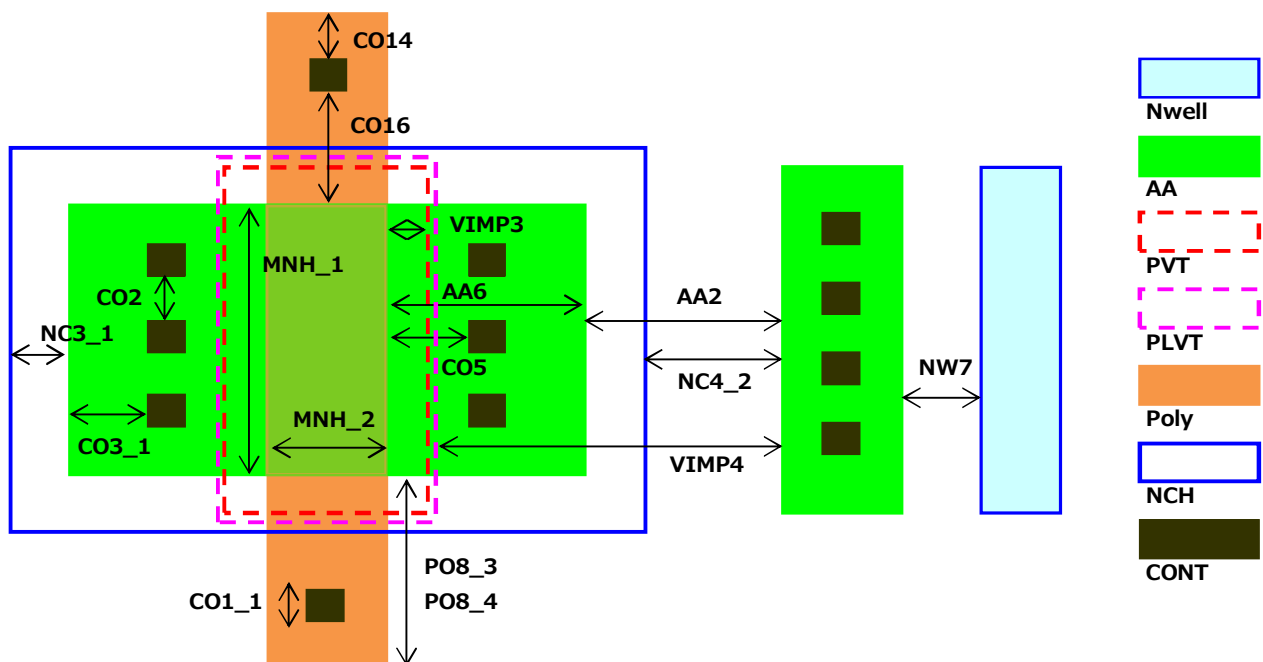 CO14
CO16
VIMP3
MNH_1
CO2
AA6
AA2
NC3_1
CO5
NC4_2
NW7
MNH_2
CO3_1
VIMP4
PO8_3
PO8_4
CO1_1
Nwell
AA
PVT
PLVT
Poly
NCH
CONT